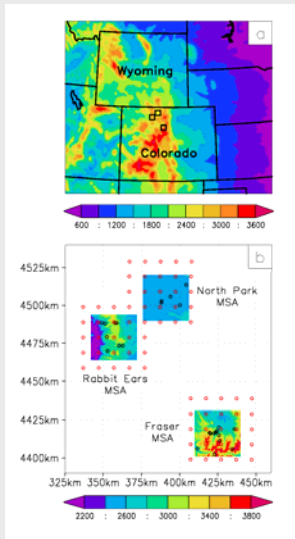 a
Wyoming
Colorado
600 : 1200 : 1800 : 2400 : 3000 : 3600
b
4525km
4500km
4475km
4450km
4425km
4400km
North Park
MSA
Rabbit Ears
MSA
Fraser
MSA
325km 350km 375km 400km 425km 450km
2200 : 2600 : 3000 : 3400 : 3800